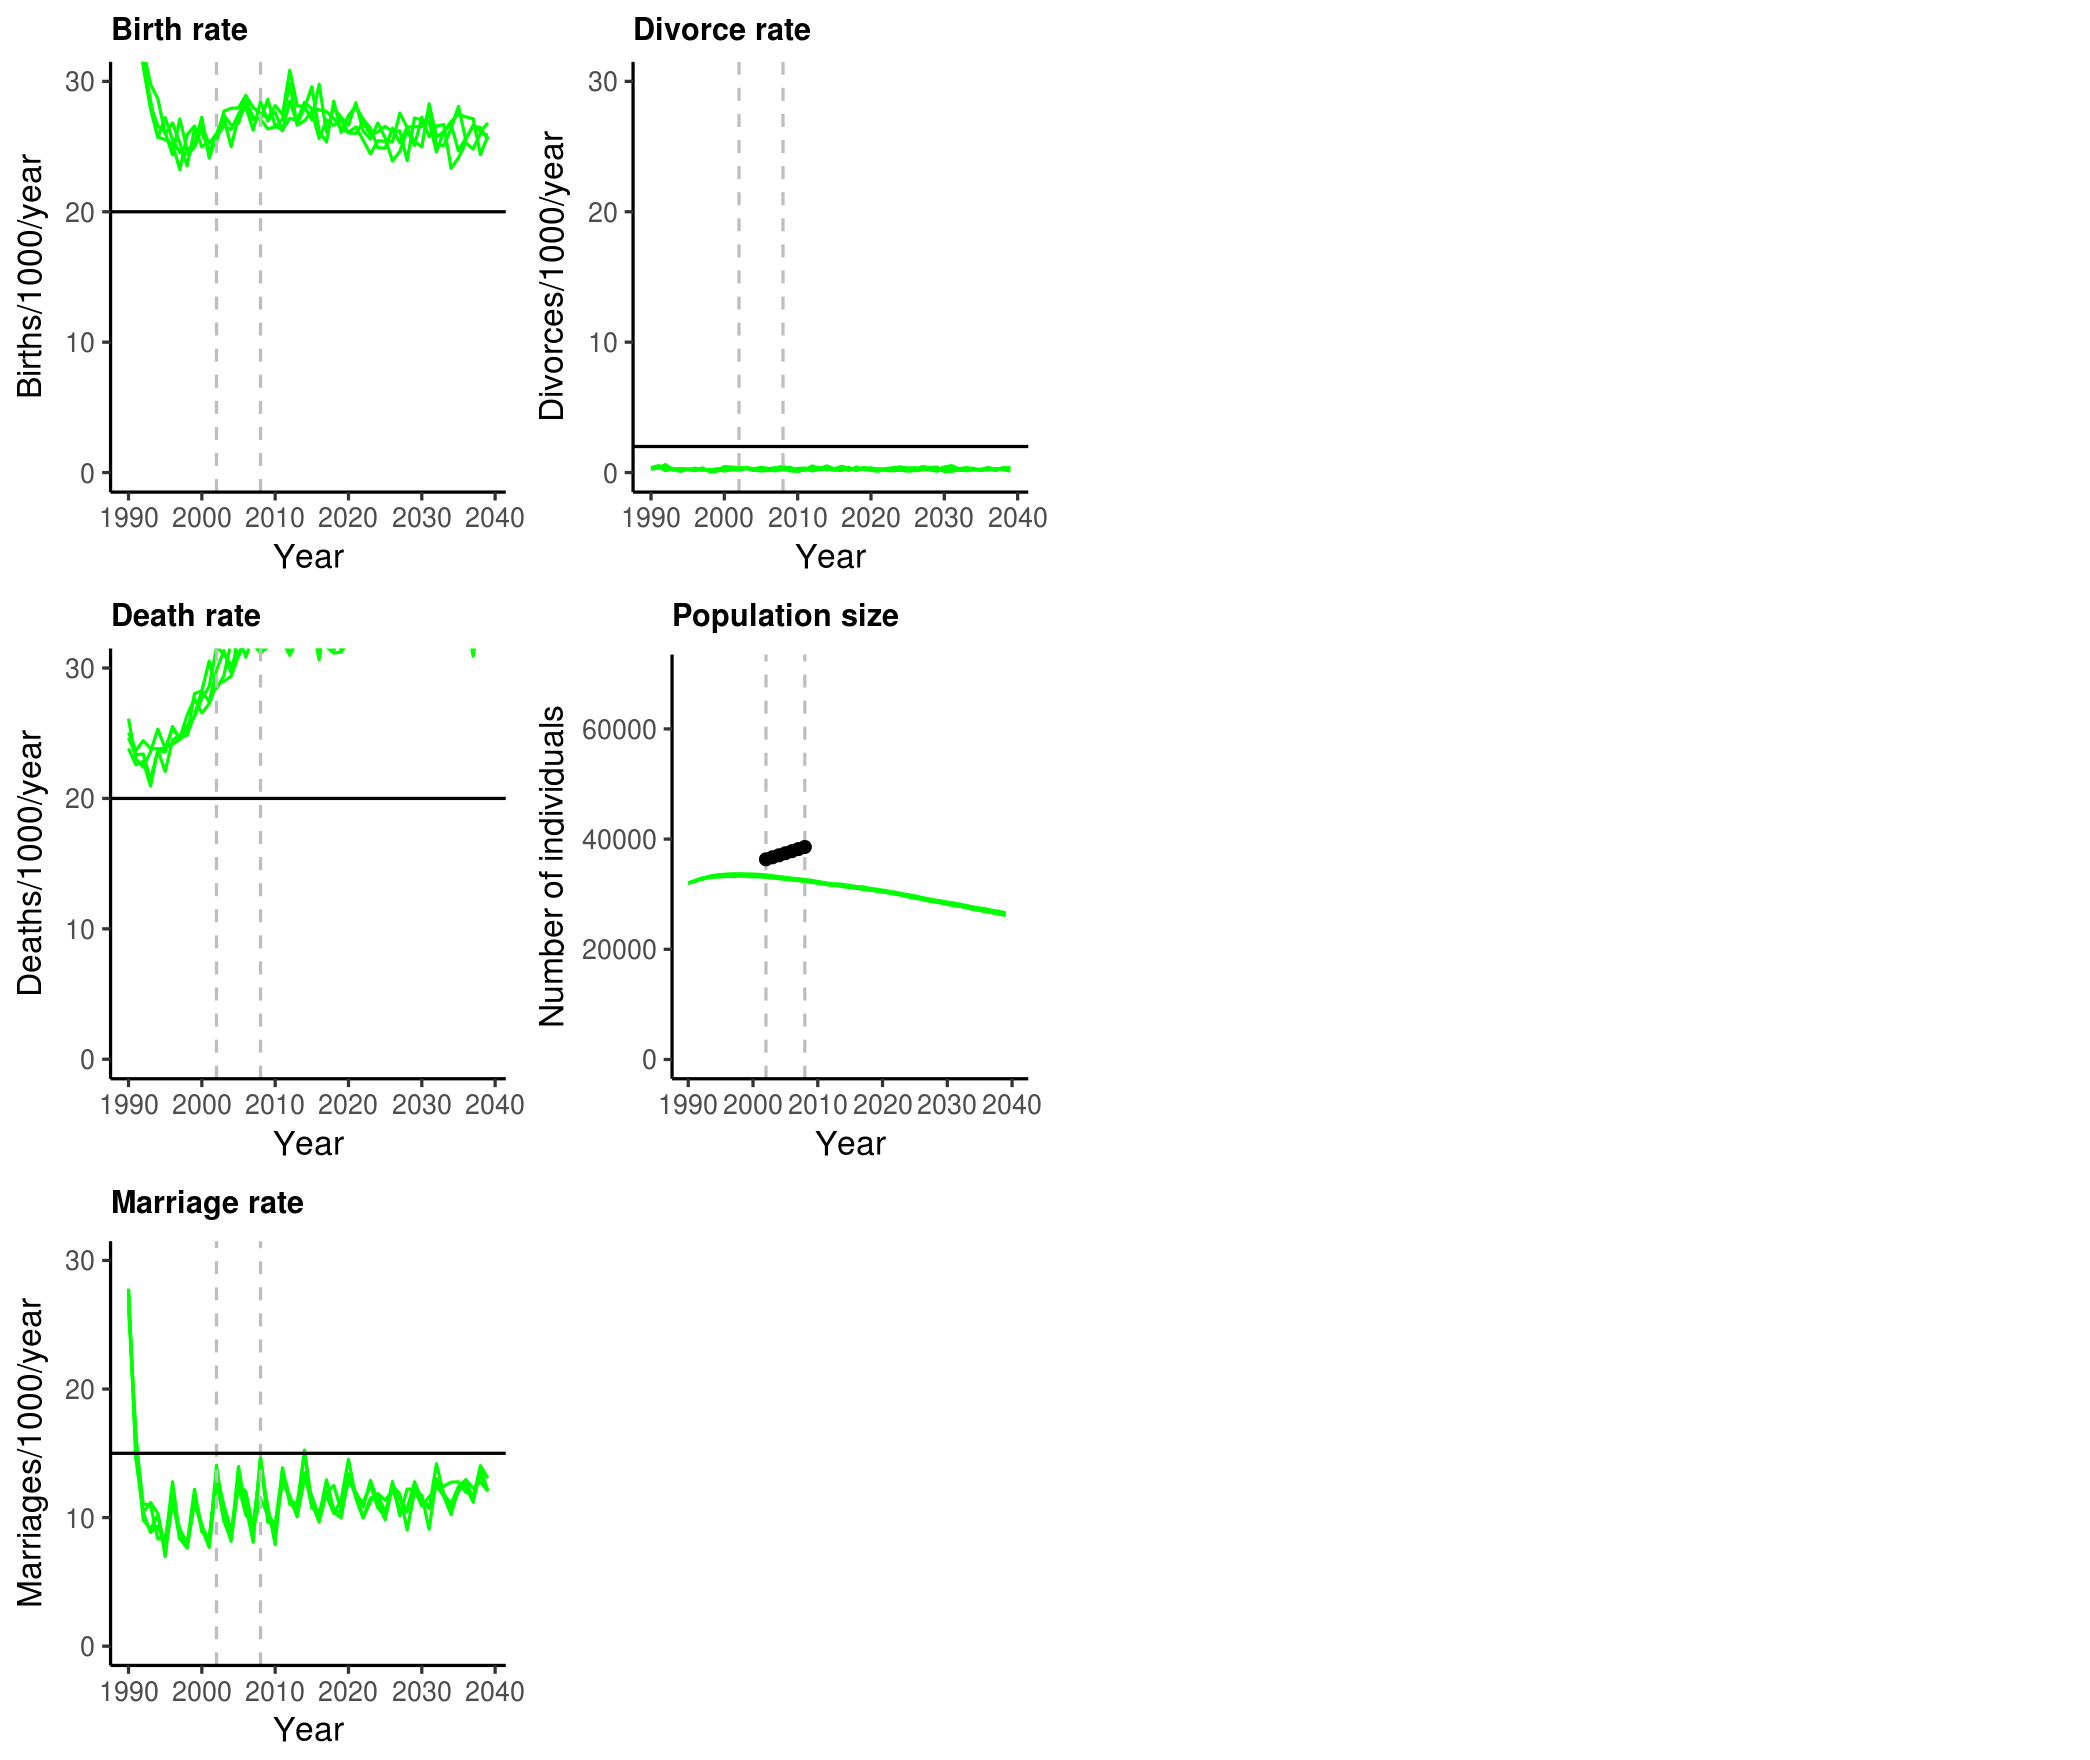 Birth rate
Births/1000/year
30
20
10
0
1990 2000 2010 2020 2030 2040
Year
Divorce rate
Divorces/1000/year
30
20
10
0
1990 2000 2010 2020 2030 2040
Year
Death rate
Deaths/1000/year
30
20
10
0
1990 2000 2010 2020 2030 2040
Year
Population size
Number of individuals
60000
40000
20000
0
1990 2000 2010 2020 2030 2040
Year
Marriage rate
Marriages/1000/year
30
20
10
0
1990 2000 2010 2020 2030 2040
Year